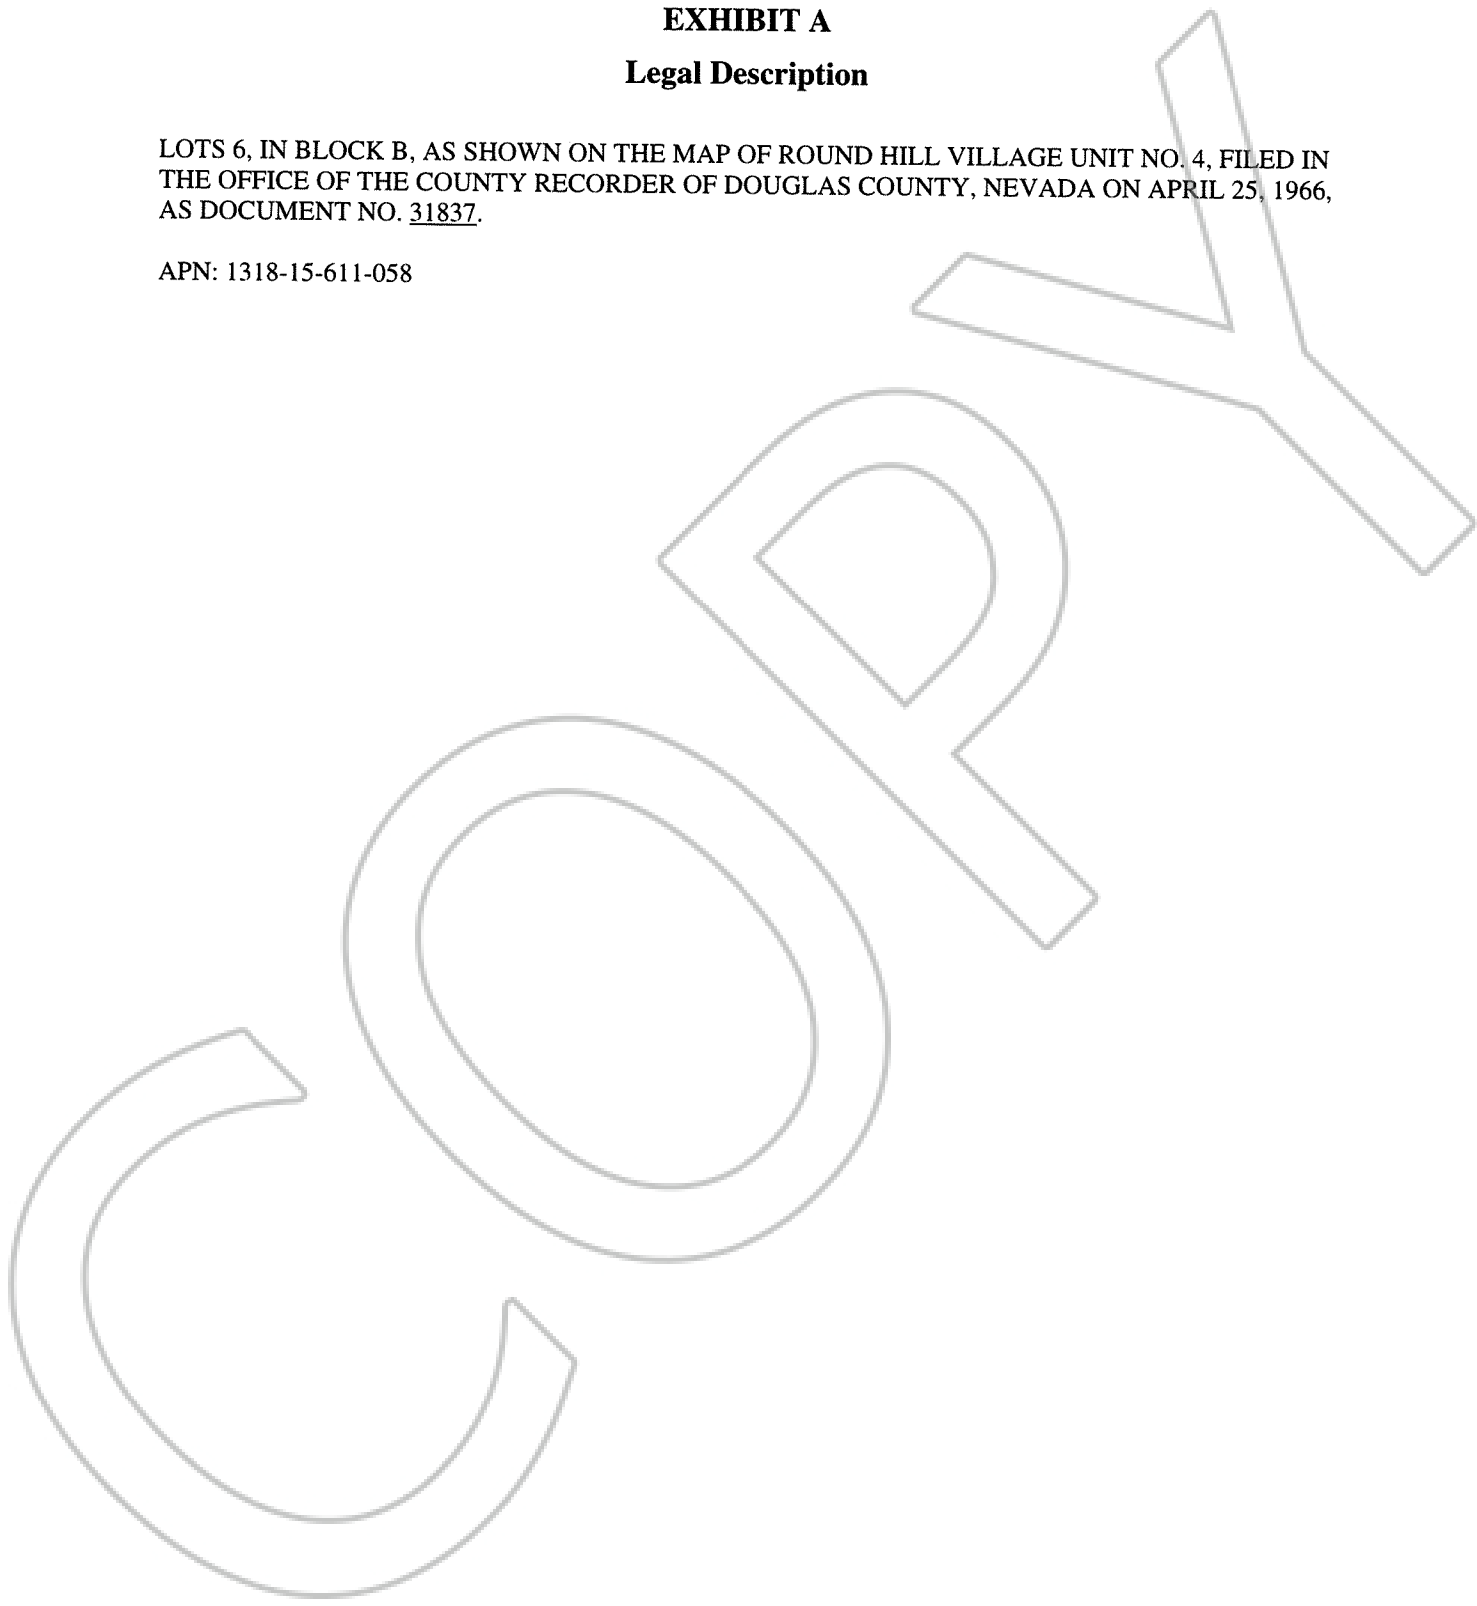 EXHIBIT A
Legal Description
LOTS 6, IN BLOCK B, AS SHOWN ON THE MAP OF ROUND HILL VILLAGE UNIT NO. 4, FILED IN
THE OFFICE OF THE COUNTY RECORDER OF DOUGLAS COUNTY, NEVADA ON APRIL 25, 1966,
AS DOCUMENT NO. 31837.
APN: 1318-15-611-058
COPY